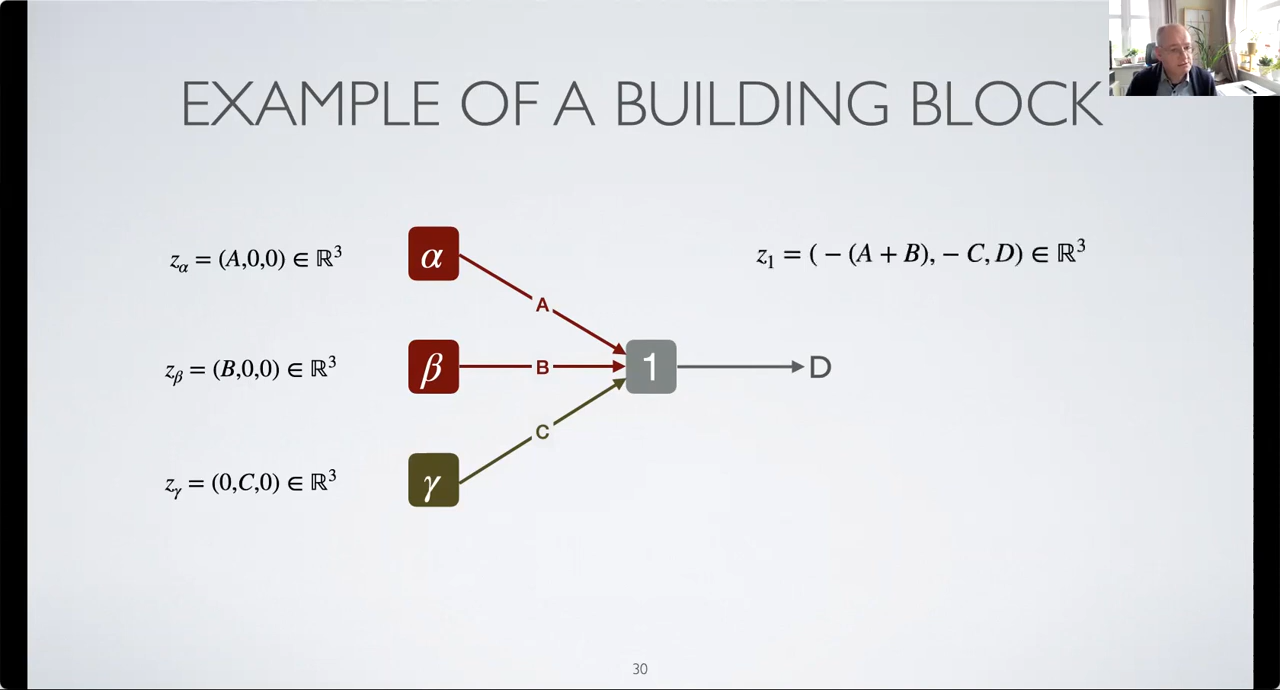 EXAMPLE OF A BUILDING BLOCK
z_α = (A,0,0) ∈ ℝ³
α
z₁ = ( − (A + B), − C, D) ∈ ℝ³
A
z_β = (B,0,0) ∈ ℝ³
β
B
1
D
C
z_γ = (0,C,0) ∈ ℝ³
γ
30